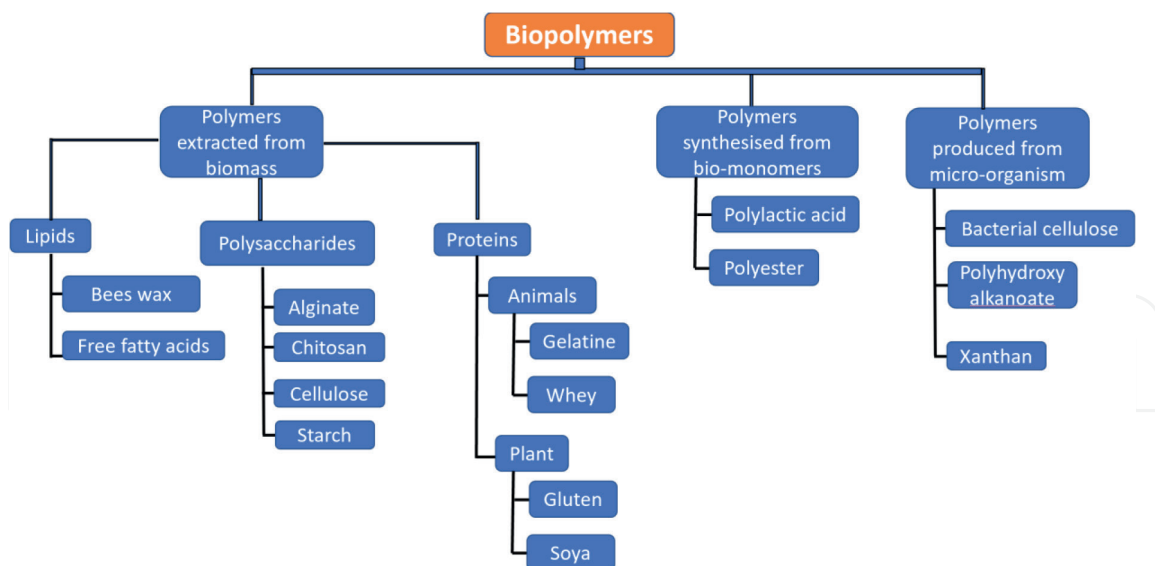 Biopolymers
Polymers
extracted from
biomass
Polymers
synthesised from
bio-monomers
Polymers
produced from
micro-organism
Lipids
Polysaccharides
Proteins
Polylactic acid
Polyester
Bacterial cellulose
Polyhydroxy
alkanoate
Xanthan
Bees wax
Free fatty acids
Alginate
Chitosan
Cellulose
Starch
Animals
Gelatine
Whey
Plant
Gluten
Soya